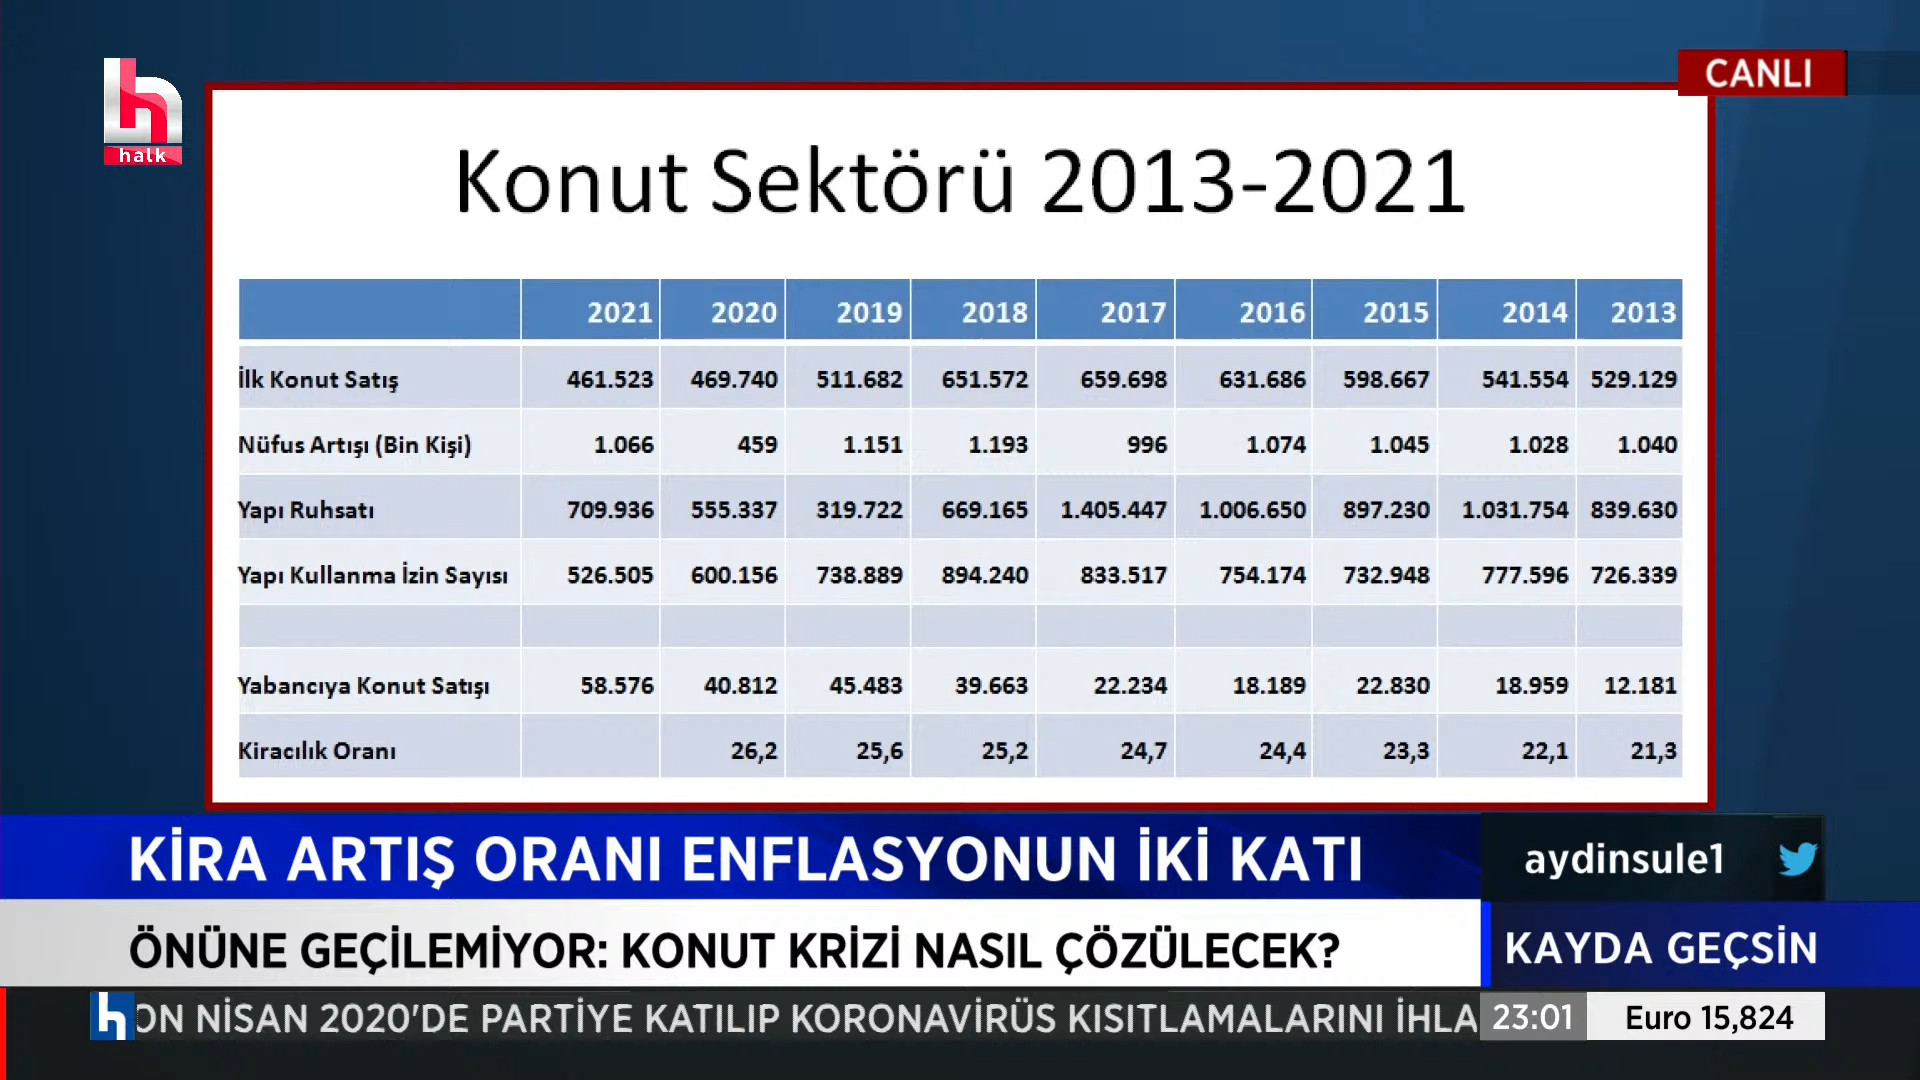 CANLI
h
halk
Konut Sektörü 2013-2021
2021 2020 2019 2018 2017 2016 2015 2014 2013
İlk Konut Satış 461.523 469.740 511.682 651.572 659.698 631.686 598.667 541.554 529.129
Nüfus Artışı (Bin Kişi) 1.066 459 1.151 1.193 996 1.074 1.045 1.028 1.040
Yapı Ruhsatı 709.936 555.337 319.722 669.165 1.405.447 1.006.650 897.230 1.031.754 839.630
Yapı Kullanma İzin Sayısı 526.505 600.156 738.889 894.240 833.517 754.174 732.948 777.596 726.339
Yabancıya Konut Satışı 58.576 40.812 45.483 39.663 22.234 18.189 22.830 18.959 12.181
Kiracılık Oranı 26,2 25,6 25,2 24,7 24,4 23,3 22,1 21,3
KİRA ARTIŞ ORANI ENFLASYONUN İKİ KATI
aydinsule1
ÖNÜNE GEÇİLEMİYOR: KONUT KRİZİ NASIL ÇÖZÜLECEK?
KAYDA GEÇSİN
h ON NİSAN 2020'DE PARTİYE KATILIP KORONAVİRÜS KISITLAMALARINI İHLA 23:01 Euro 15,824